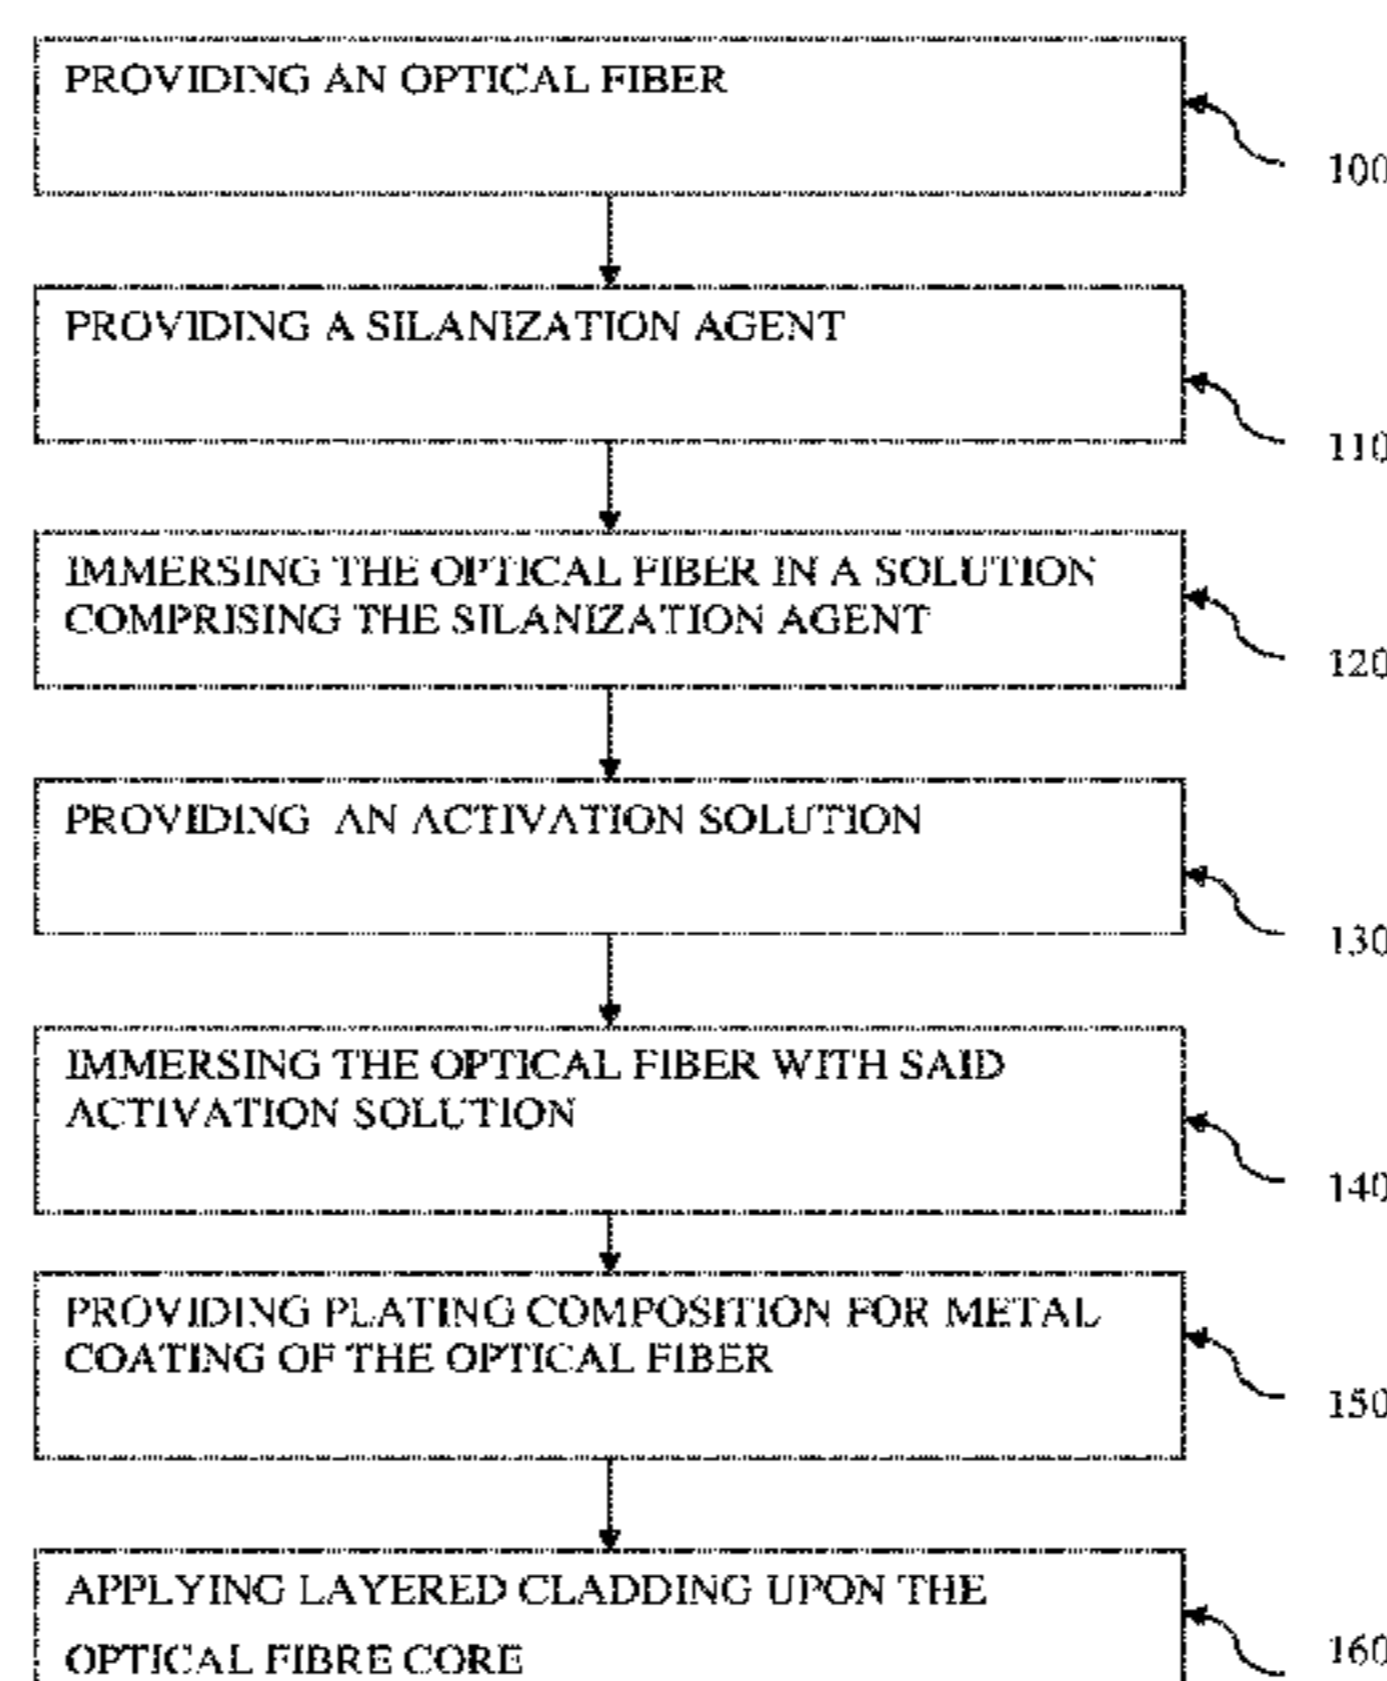 PROVIDING AN OPTICAL FIBER
100
PROVIDING A SILANIZATION AGENT
110
IMMERSING THE OPTICAL FIBER IN A SOLUTION
COMPRISING THE SILANIZATION AGENT
120
PROVIDING AN ACTIVATION SOLUTION
130
IMMERSING THE OPTICAL FIBER WITH SAID
ACTIVATION SOLUTION
140
PROVIDING PLATING COMPOSITION FOR METAL
COATING OF THE OPTICAL FIBER
150
APPLYING LAYERED CLADDING UPON THE
OPTICAL FIBRE CORE
160